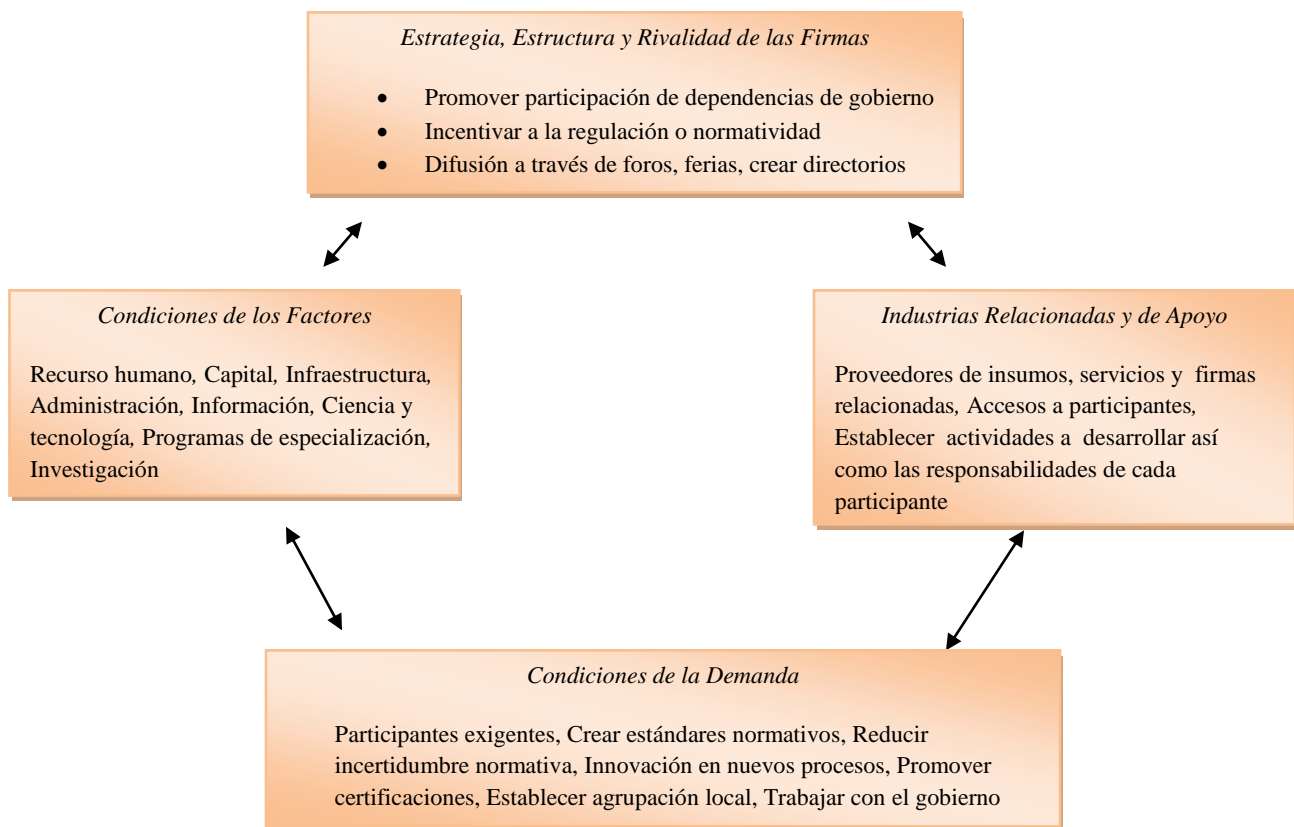 Estrategia, Estructura y Rivalidad de las Firmas
• Promover participación de dependencias de gobierno
• Incentivar a la regulación o normatividad
• Difusión a través de foros, ferias, crear directorios
Condiciones de los Factores
Recurso humano, Capital, Infraestructura,
Administración, Información, Ciencia y
tecnología, Programas de especialización,
Investigación
Industrias Relacionadas y de Apoyo
Proveedores de insumos, servicios y firmas
relacionadas, Accesos a participantes,
Establecer actividades a desarrollar así
como las responsabilidades de cada
participante
Condiciones de la Demanda
Participantes exigentes, Crear estándares normativos, Reducir
incertidumbre normativa, Innovación en nuevos procesos, Promover
certificaciones, Establecer agrupación local, Trabajar con el gobierno